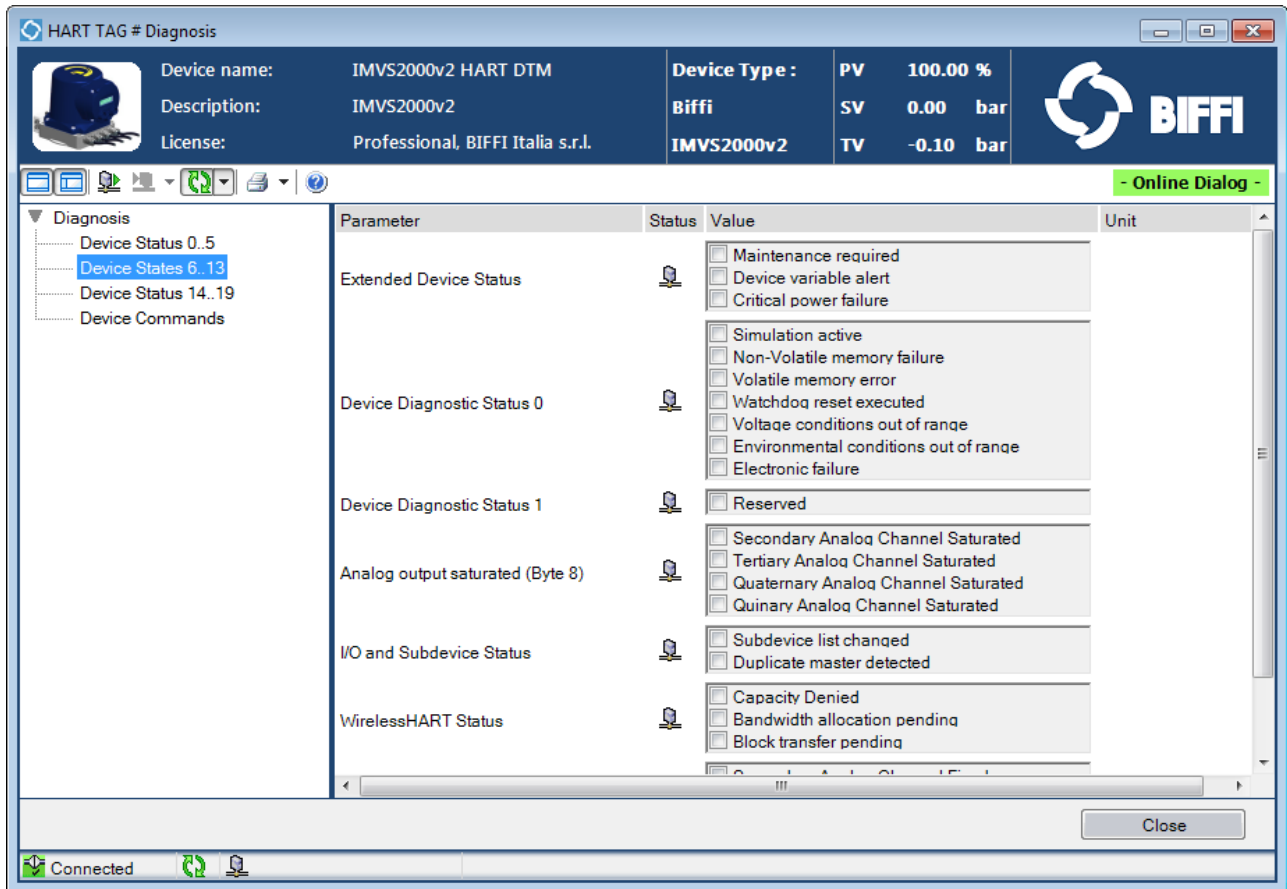 HART TAG # Diagnosis
Device name: IMVS2000v2 HART DTM Device Type : PV 100.00 %
Description: IMVS2000v2 Biffi SV 0.00 bar
License: Professional, BIFFI Italia s.r.l. IMVS2000v2 TV -0.10 bar
BIFFI
- Online Dialog -
Diagnosis
Device Status 0..5
Device States 6..13
Device Status 14..19
Device Commands
Parameter Status Value Unit
Extended Device Status
Maintenance required
Device variable alert
Critical power failure
Device Diagnostic Status 0
Simulation active
Non-Volatile memory failure
Volatile memory error
Watchdog reset executed
Voltage conditions out of range
Environmental conditions out of range
Electronic failure
Device Diagnostic Status 1
Reserved
Analog output saturated (Byte 8)
Secondary Analog Channel Saturated
Tertiary Analog Channel Saturated
Quaternary Analog Channel Saturated
Quinary Analog Channel Saturated
I/O and Subdevice Status
Subdevice list changed
Duplicate master detected
WirelessHART Status
Capacity Denied
Bandwidth allocation pending
Block transfer pending
Close
Connected